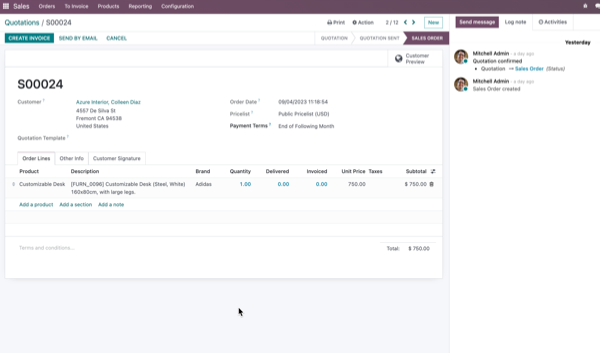 Sales Orders To Invoice Products Reporting Configuration
Quotations / S00024 Print Action 2 / 12 New Send message Log note Activities
CREATE INVOICE SEND BY EMAIL CANCEL QUOTATION QUOTATION SENT SALES ORDER
Yesterday
Customer Preview
Mitchell Admin - a day ago
Quotation confirmed
Quotation → Sales Order (Status)
Mitchell Admin - a day ago
Sales Order created
S00024
Customer ? Azure Interior, Colleen Diaz
4557 De Silva St
Fremont CA 94538
United States
Quotation Template ?
Order Date ? 09/04/2023 11:18:54
Pricelist ? Public Pricelist (USD)
Payment Terms ? End of Following Month
Order Lines Other Info Customer Signature
Product Description Brand Quantity Delivered Invoiced Unit Price Taxes Subtotal
Customizable Desk [FURN_0096] Customizable Desk (Steel, White) Adidas 1.00 0.00 0.00 750.00 $ 750.00
160x80cm, with large legs.
Add a product Add a section Add a note
Terms and conditions... Total: $ 750.00